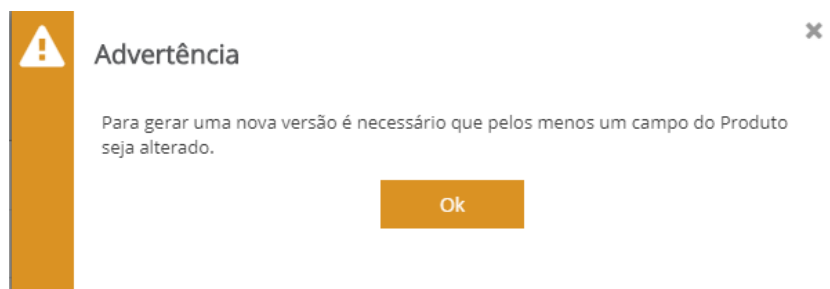 Advertência
Para gerar uma nova versão é necessário que pelos menos um campo do Produto
seja alterado.
Ok